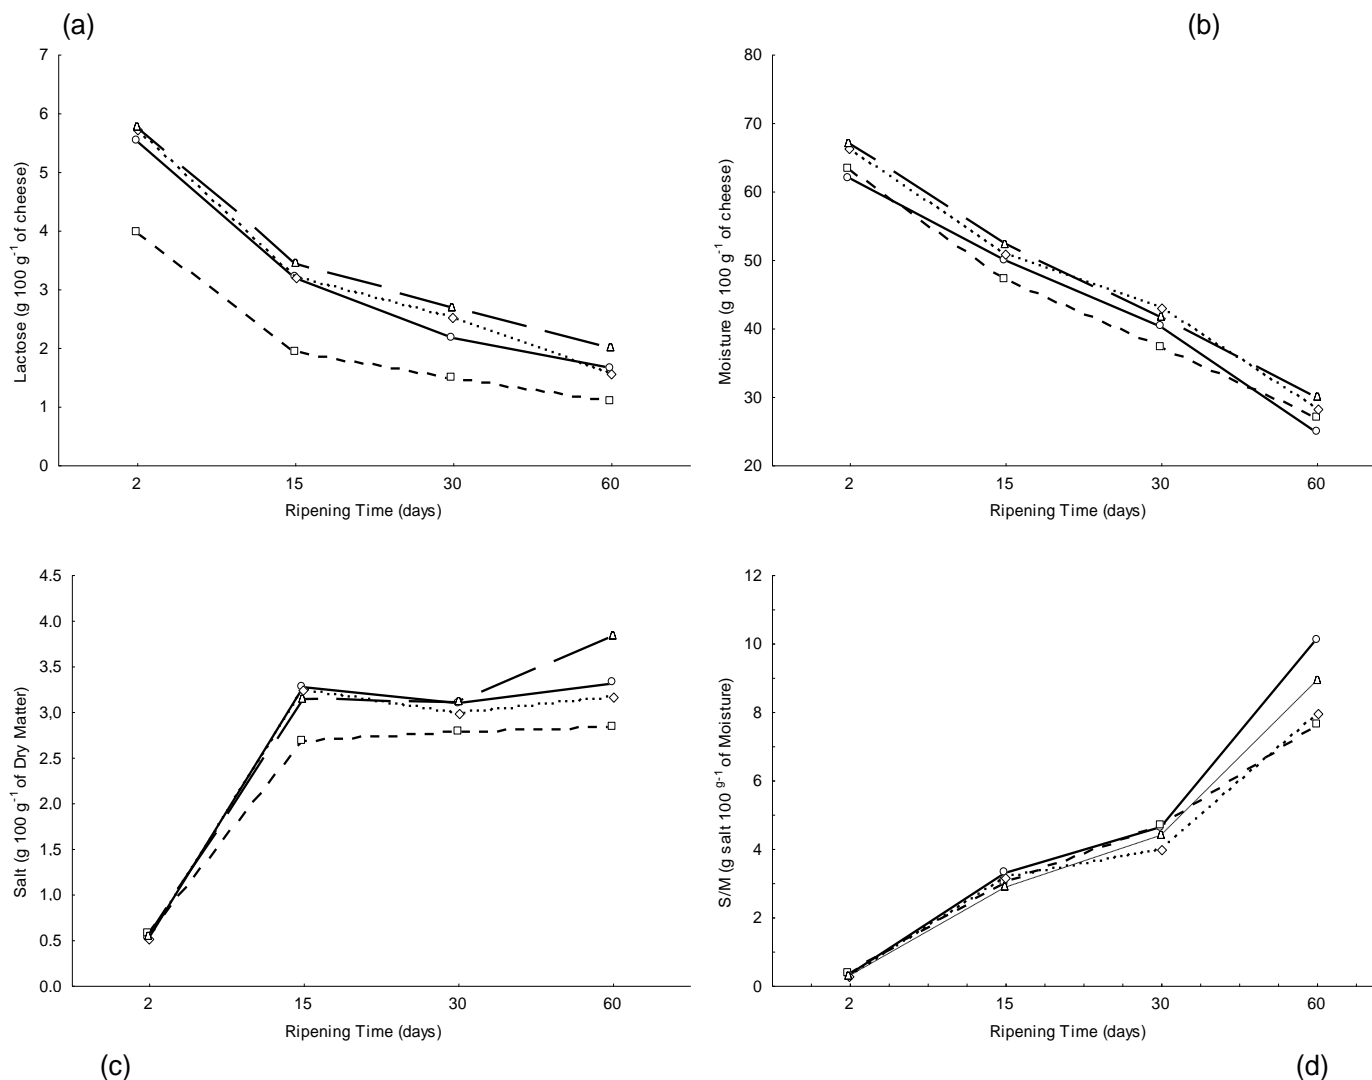 (a)
7
6
5
4
3
2
1
0
Lactose (g 100 g⁻¹ of cheese)
2 15 30 60
Ripening Time (days)
(b)
80
70
60
50
40
30
20
Moisture (g 100 g⁻¹ of cheese)
2 15 30 60
Ripening Time (days)
4.5
4.0
3.5
3.0
2.5
2.0
1.5
1.0
0.5
0.0
Salt (g 100 g⁻¹ of Dry Matter)
2 15 30 60
Ripening Time (days)
(c)
12
10
8
6
4
2
0
S/M (g salt 100 ᵍ⁻¹ of Moisture)
2 15 30 60
Ripening Time (days)
(d)